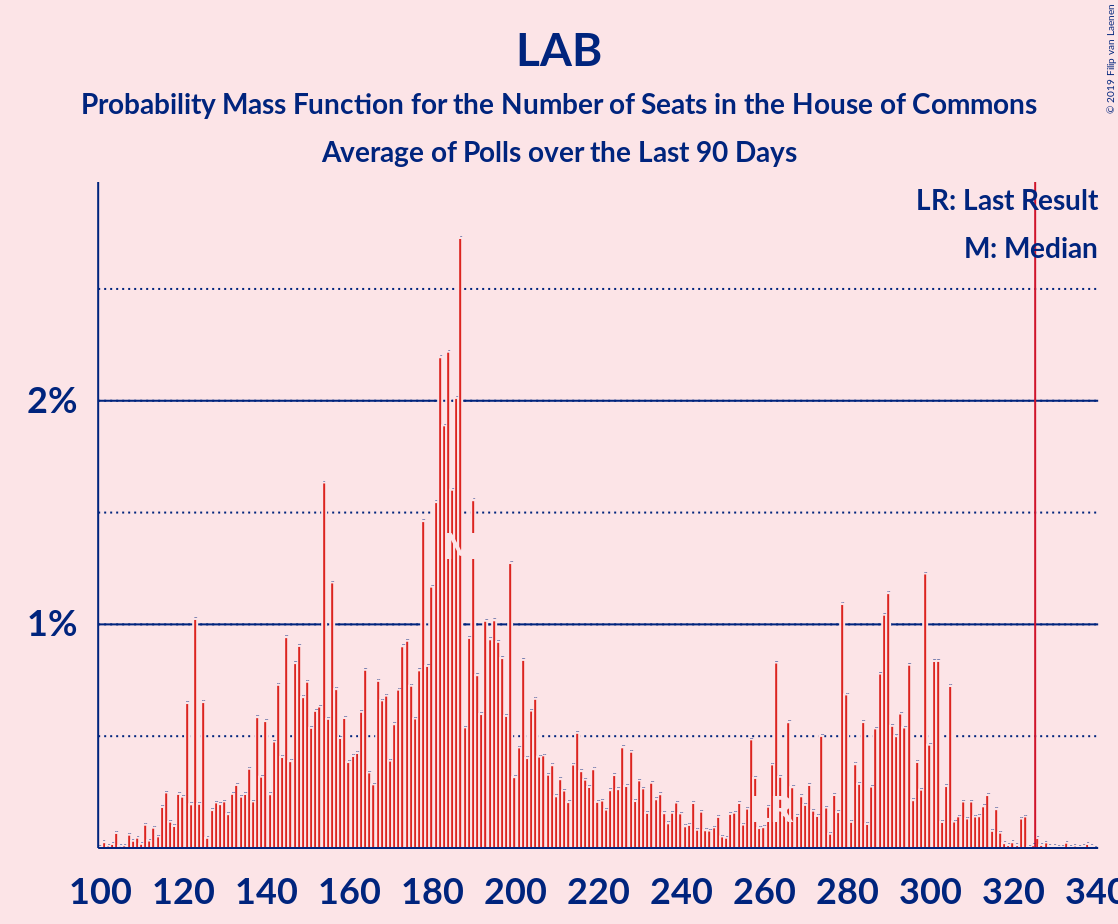 LAB
Probability Mass Function for the Number of Seats in the House of Commons
Average of Polls over the Last 90 Days
© 2019 Filip van Laenen
LR: Last Result
M: Median
2%
1%
M
LR
100 120 140 160 180 200 220 240 260 280 300 320 340